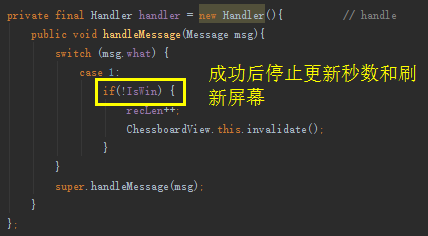 private final Handler handler = new Handler(){ // handle
public void handleMessage(Message msg){
switch (msg.what) {
case 1:
if(!IsWin) {
recLen++;
ChessboardView.this.invalidate();
}
}
super.handleMessage(msg);
}
};
成功后停止更新秒数和刷
新屏幕